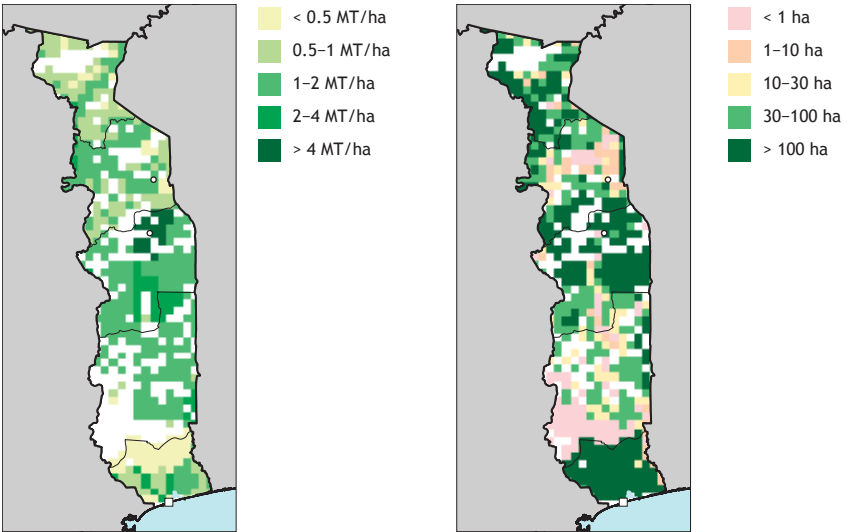 < 0.5 MT/ha
0.5–1 MT/ha
1–2 MT/ha
2–4 MT/ha
> 4 MT/ha
< 1 ha
1–10 ha
10–30 ha
30–100 ha
> 100 ha